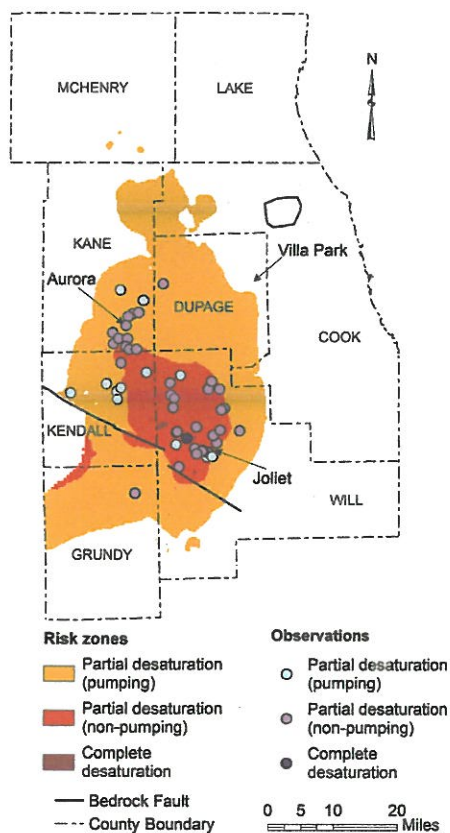 N
MCHENRY
LAKE
KANE
Villa Park
Aurora
DUPAGE
COOK
KENDALL
Joliet
WILL
GRUNDY
Risk zones
Partial desaturation
(pumping)
Partial desaturation
(non-pumping)
Complete
desaturation
Bedrock Fault
County Boundary
Observations
Partial desaturation
(pumping)
Partial desaturation
(non-pumping)
Complete
desaturation
0 5 10 20
Miles